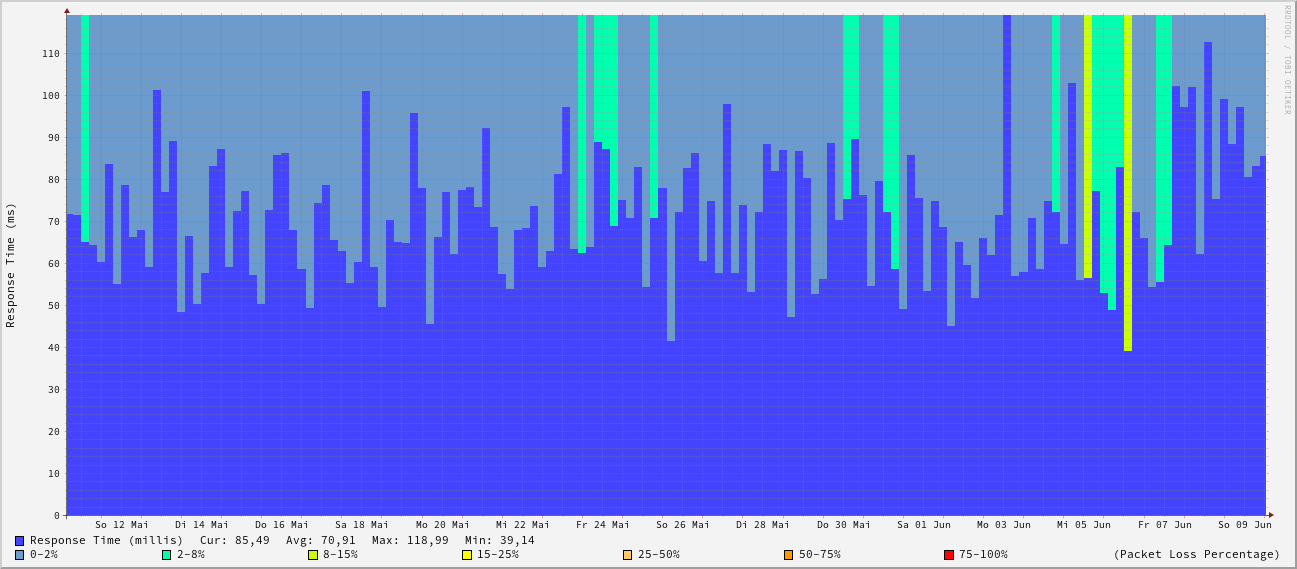 RRDTOOL / TOBI OETIKER
Response Time (ms)
110
100
90
80
70
60
50
40
30
20
10
0
So 12 Mai Di 14 Mai Do 16 Mai Sa 18 Mai Mo 20 Mai Mi 22 Mai Fr 24 Mai So 26 Mai Di 28 Mai Do 30 Mai Sa 01 Jun Mo 03 Jun Mi 05 Jun Fr 07 Jun So 09 Jun
Response Time (millis) Cur: 85,49 Avg: 70,91 Max: 118,99 Min: 39,14
0-2% 2-8% 8-15% 15-25% 25-50% 50-75% 75-100% (Packet Loss Percentage)